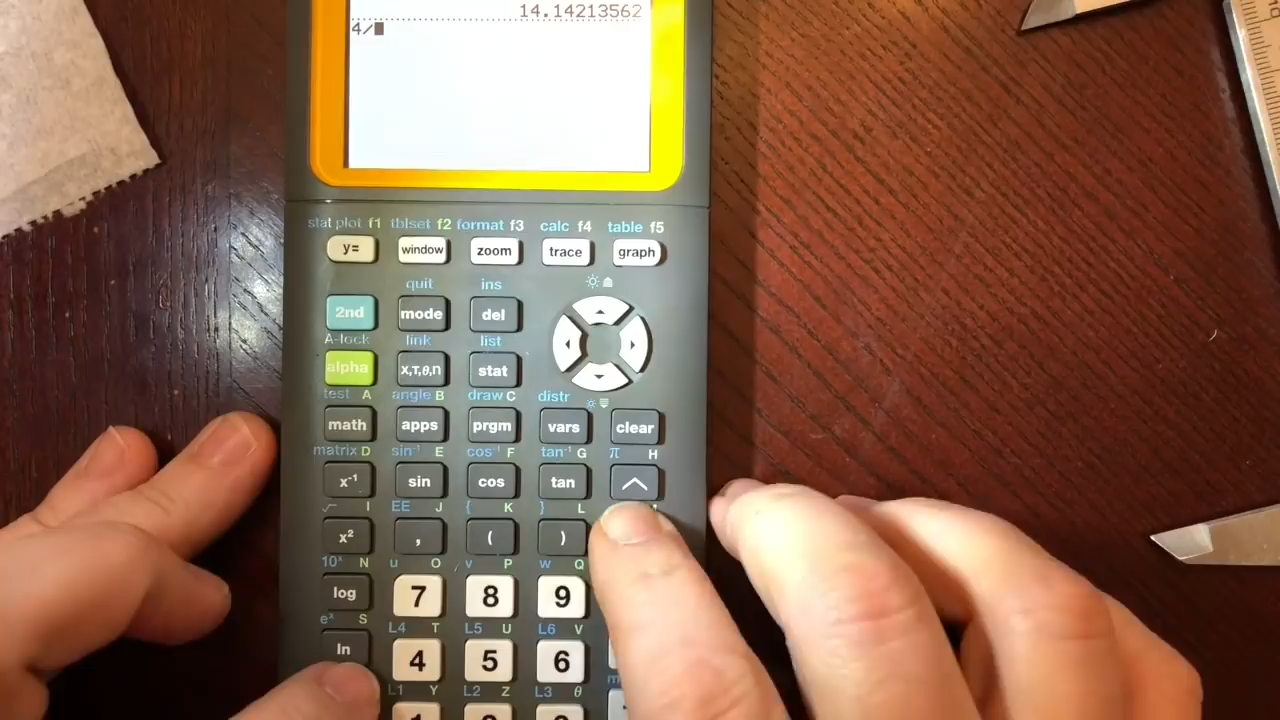 14.14213562
4/
stat plot f1 tblset f2 format f3 calc f4 table f5
y= window zoom trace graph
quit ins
2nd mode del
A-lock link list
alpha X,T,θ,n stat
test A angle B draw C distr
math apps prgm vars clear
matrix D sin⁻¹ E cos⁻¹ F tan⁻¹ G π H
x⁻¹ sin cos tan ^
√ I EE J { K } L
x² , ( )
10ˣ N u O v P w Q
log 7 8 9
eˣ S L4 T L5 U L6 V
ln 4 5 6
L1 Y L2 Z L3 θ